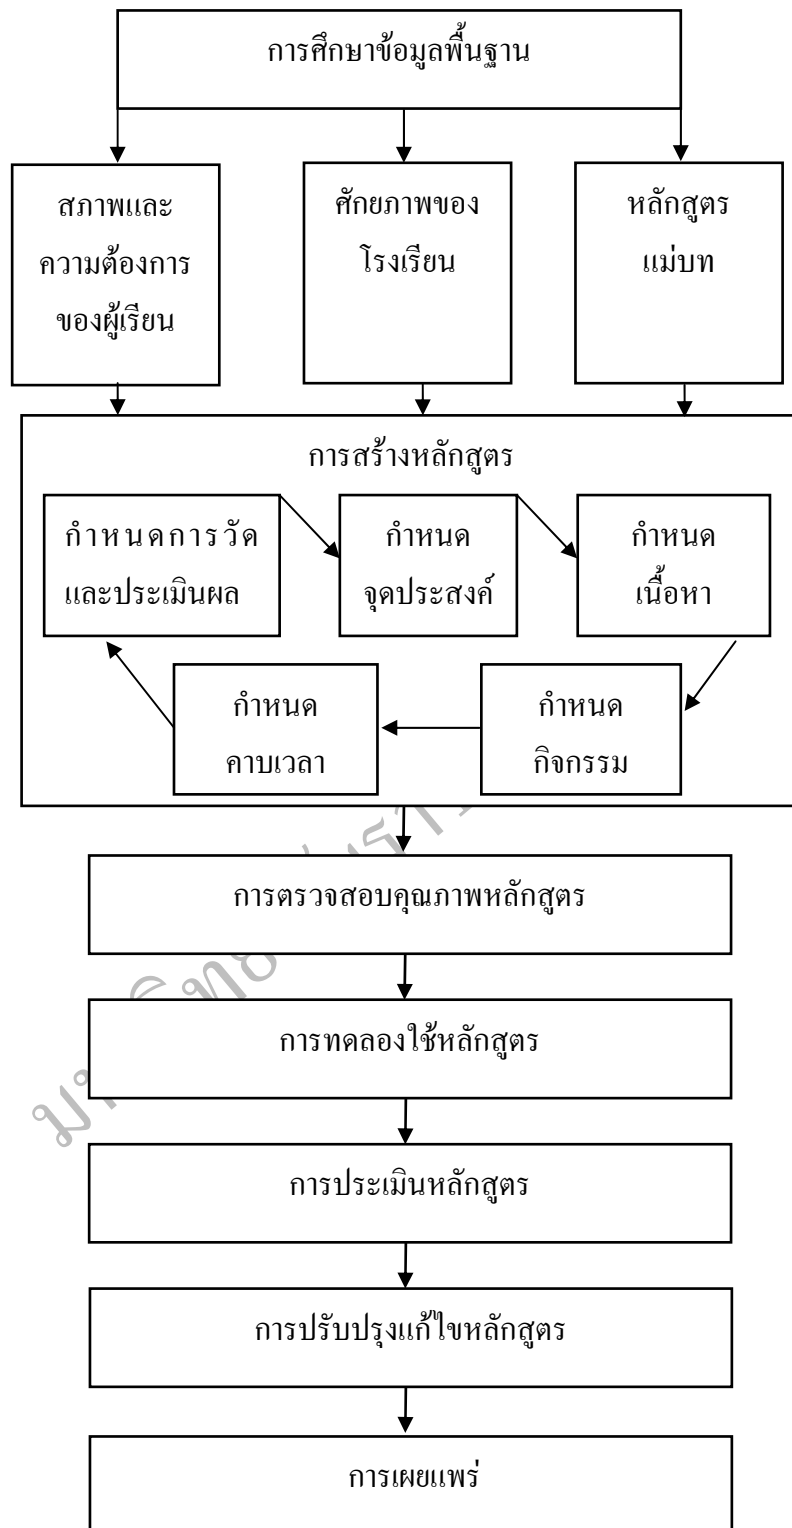 การศึกษาข้อมูลพื้นฐาน
สภาพและ
ความต้องการ
ของผู้เรียน
ศักยภาพของ
โรงเรียน
หลักสูตร
แม่บท
การสร้างหลักสูตร
กำหนดการวัด
และประเมินผล
กำหนด
จุดประสงค์
กำหนด
เนื้อหา
กำหนด
คาบเวลา
กำหนด
กิจกรรม
การตรวจสอบคุณภาพหลักสูตร
การทดลองใช้หลักสูตร
การประเมินหลักสูตร
การปรับปรุงแก้ไขหลักสูตร
การเผยแพร่